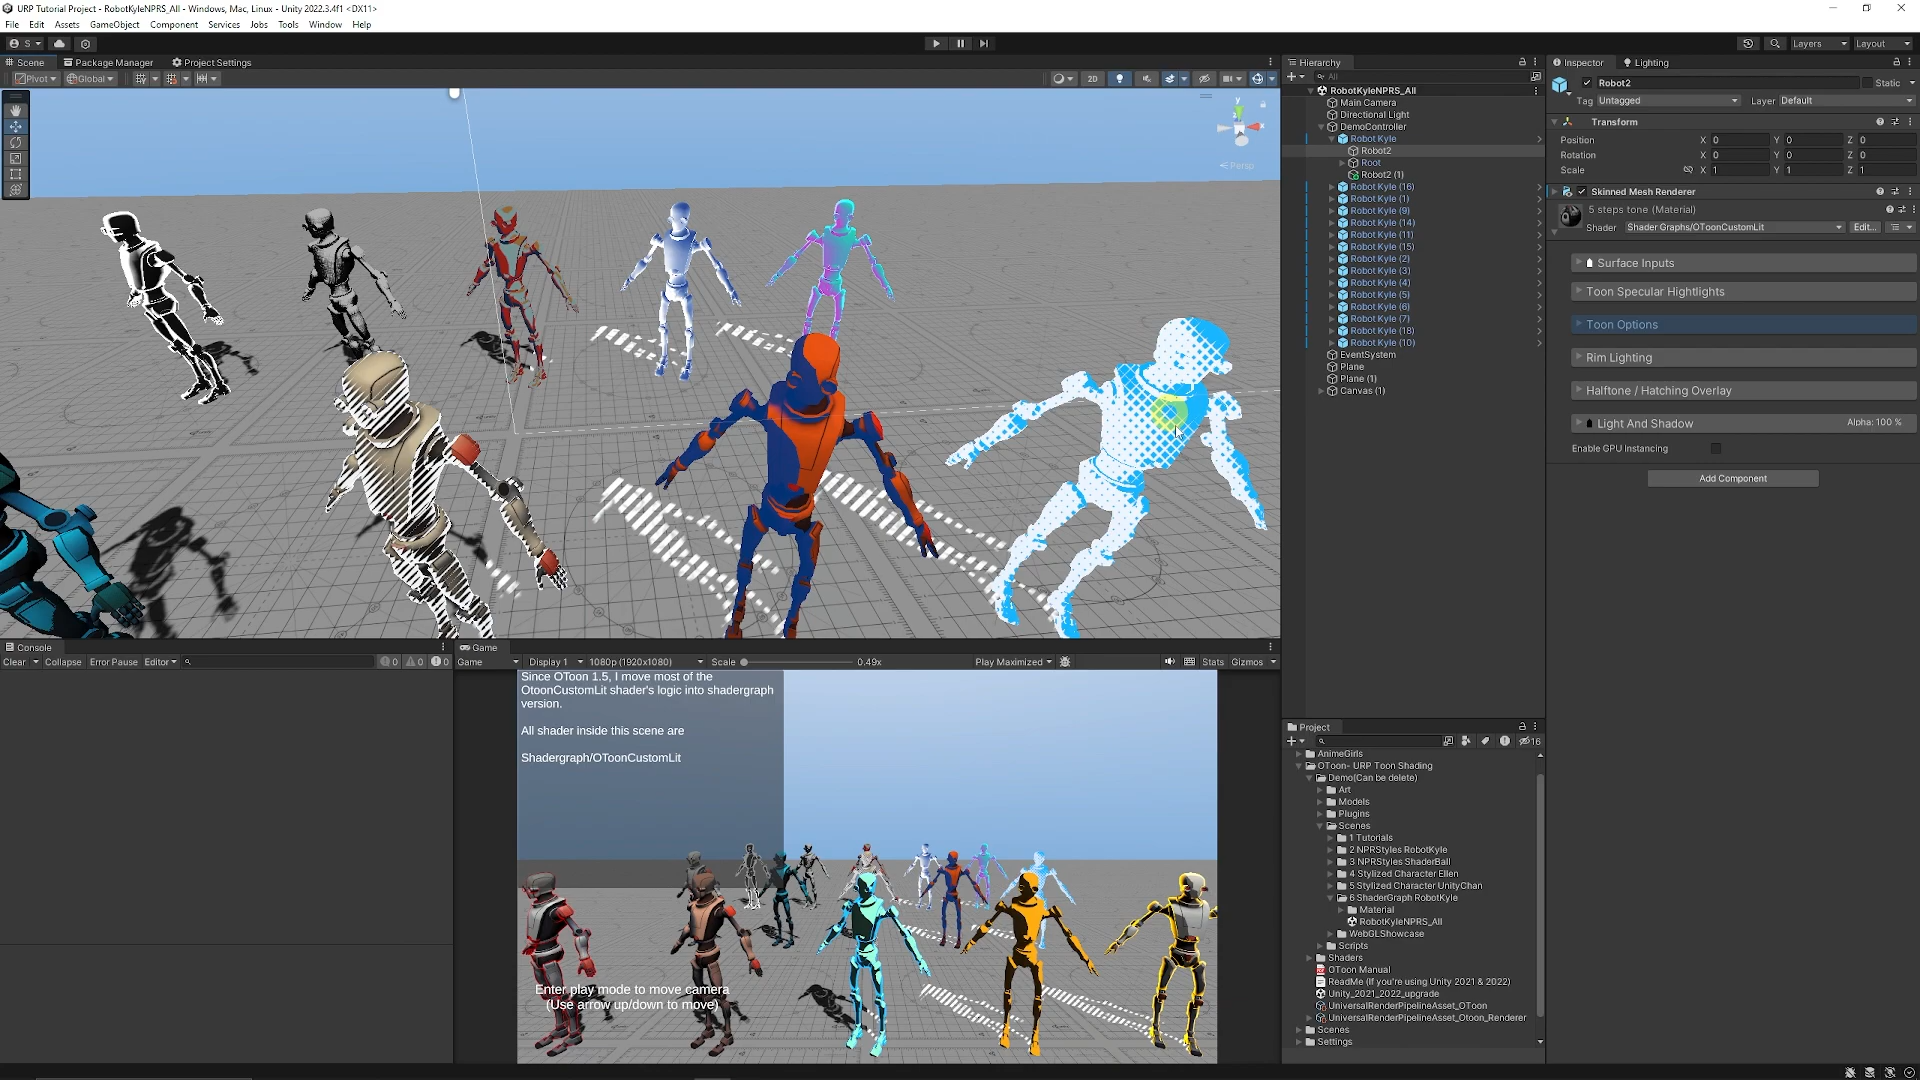 URP Tutorial Project - RobotKyleNPRS_All - Windows, Mac, Linux - Unity 2022.3.4f1 <DX11>
File Edit Assets GameObject Component Services Jobs Tools Window Help
S Layers Layout
Scene Package Manager Project Settings
Pivot Global 2D
Persp
Hierarchy
All
RobotKyleNPRS_All
Main Camera
Directional Light
DemoController
Robot Kyle
Robot2
Root
Robot2 (1)
Robot Kyle (16)
Robot Kyle (1)
Robot Kyle (9)
Robot Kyle (14)
Robot Kyle (11)
Robot Kyle (15)
Robot Kyle (2)
Robot Kyle (3)
Robot Kyle (4)
Robot Kyle (5)
Robot Kyle (6)
Robot Kyle (7)
Robot Kyle (18)
Robot Kyle (10)
EventSystem
Plane
Plane (1)
Canvas (1)
Inspector Lighting
Robot2 Static
Tag Untagged Layer Default
Transform
Position X 0 Y 0 Z 0
Rotation X 0 Y 0 Z 0
Scale X 1 Y 1 Z 1
Skinned Mesh Renderer
5 steps tone (Material)
Shader Shader Graphs/OToonCustomLit Edit...
Surface Inputs
Toon Specular Hightlights
Toon Options
Rim Lighting
Halftone / Hatching Overlay
Light And Shadow Alpha: 100 %
Enable GPU Instancing
Add Component
Console
Clear Collapse Error Pause Editor 0 0 0
Game
Game Display 1 1080p (1920x1080) Scale 0.49x Play Maximized Stats Gizmos
Since OToon 1.5, I move most of the
OtoonCustomLit shader's logic into shadergraph
version.
All shader inside this scene are
Shadergraph/OToonCustomLit
Enter play mode to move camera
(Use arrow up/down to move)
Project
16
AnimeGirls
OToon- URP Toon Shading
Demo(Can be delete)
Art
Models
Plugins
Scenes
1 Tutorials
2 NPRStyles RobotKyle
3 NPRStyles ShaderBall
4 Stylized Character Ellen
5 Stylized Character UnityChan
6 ShaderGraph RobotKyle
Material
RobotKyleNPRS_All
WebGLShowcase
Scripts
Shaders
OToon Manual
ReadMe (If you're using Unity 2021 & 2022)
Unity_2021_2022_upgrade
UniversalRenderPipelineAsset_OToon
UniversalRenderPipelineAsset_Otoon_Renderer
Scenes
Settings